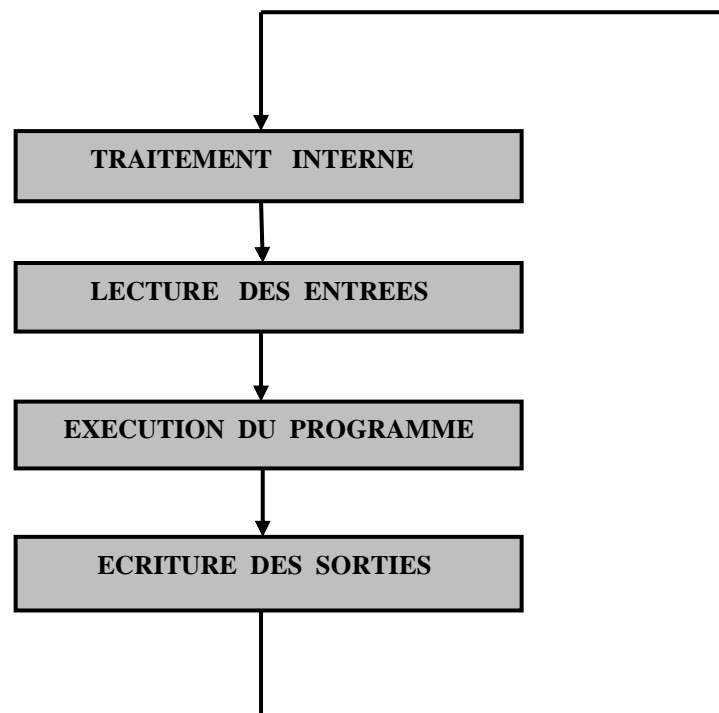 TRAITEMENT INTERNE
LECTURE DES ENTREES
EXECUTION DU PROGRAMME
ECRITURE DES SORTIES